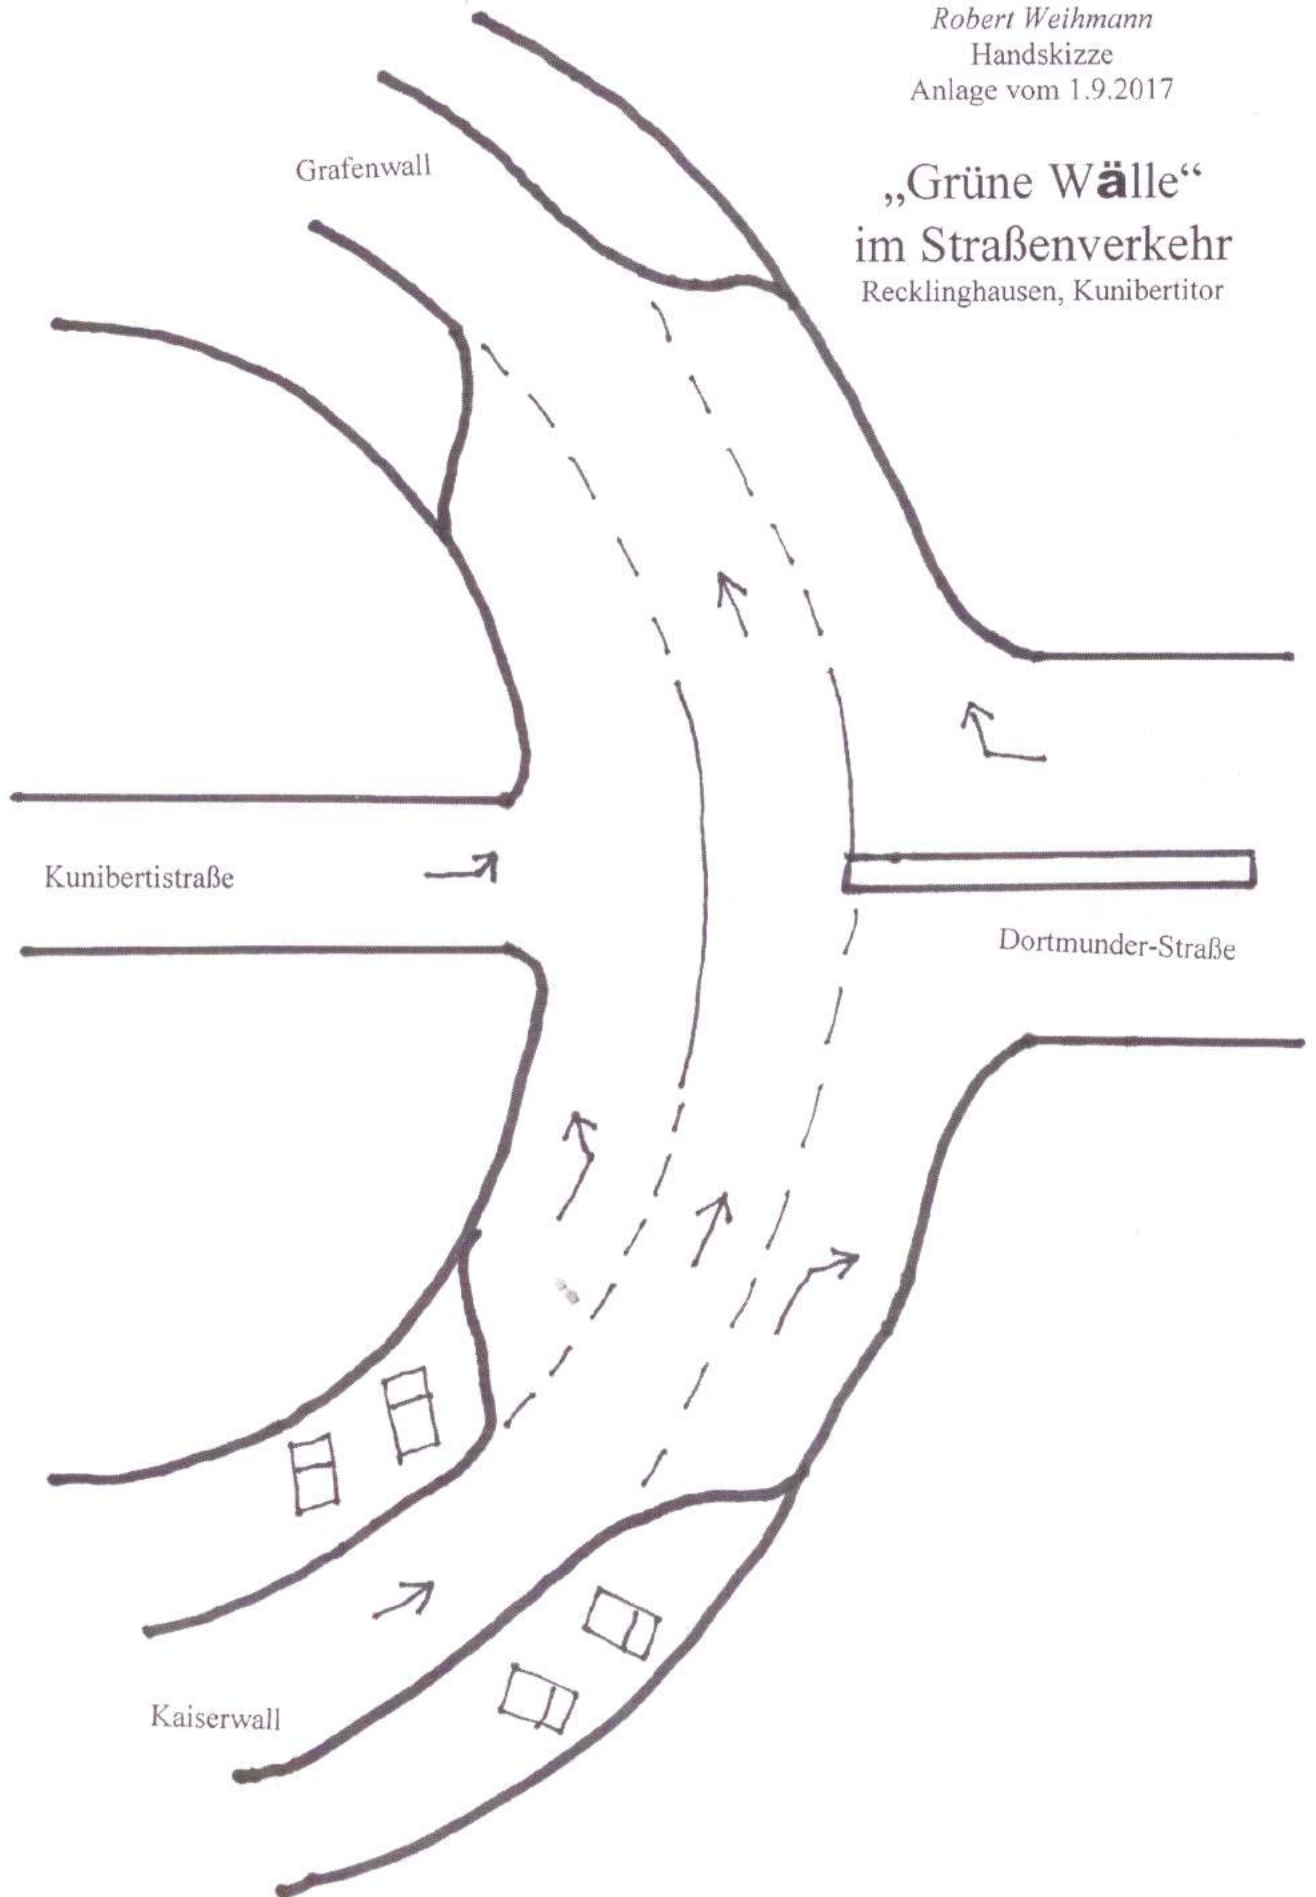 Robert Weihmann
Handskizze
Anlage vom 1.9.2017
„Grüne Wälle“
im Straßenverkehr
Recklinghausen, Kunibertitor
Grafenwall
Kunibertistraße
Dortmunder-Straße
Kaiserwall